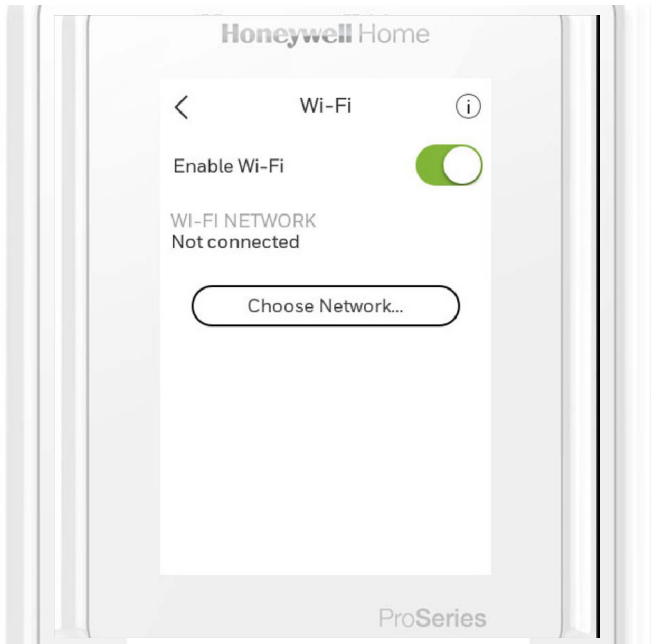 Honeywell Home
Wi-Fi
Enable Wi-Fi
WI-FI NETWORK
Not connected
Choose Network...
ProSeries